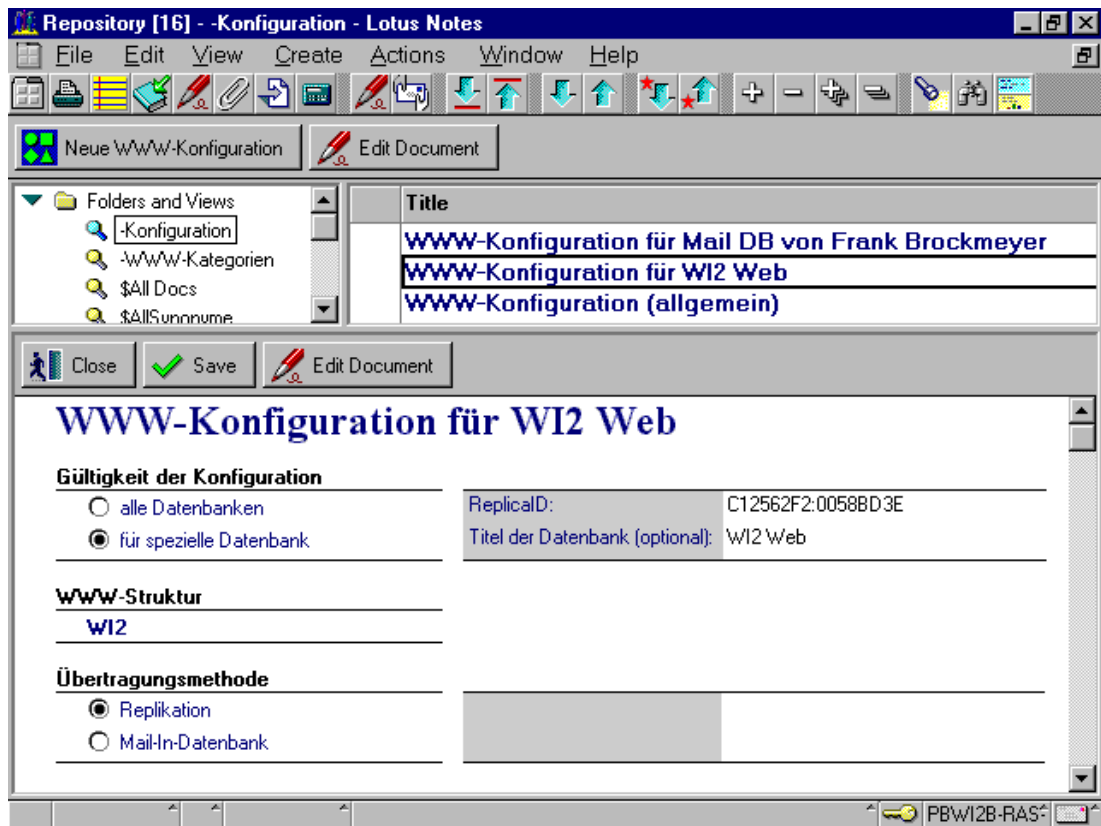 Repository [16] - -Konfiguration - Lotus Notes
File Edit View Create Actions Window Help
Neue WWW-Konfiguration Edit Document
Folders and Views
-Konfiguration
-WWW-Kategorien
$All Docs
$AllSynonyme
Title
WWW-Konfiguration für Mail DB von Frank Brockmeyer
WWW-Konfiguration für WI2 Web
WWW-Konfiguration (allgemein)
Close Save Edit Document
WWW-Konfiguration für WI2 Web
Gültigkeit der Konfiguration
alle Datenbanken
für spezielle Datenbank
ReplicaID: C12562F2:0058BD3E
Titel der Datenbank (optional): WI2 Web
WWW-Struktur
WI2
Übertragungsmethode
Replikation
Mail-In-Datenbank
PBWI2B-RAS